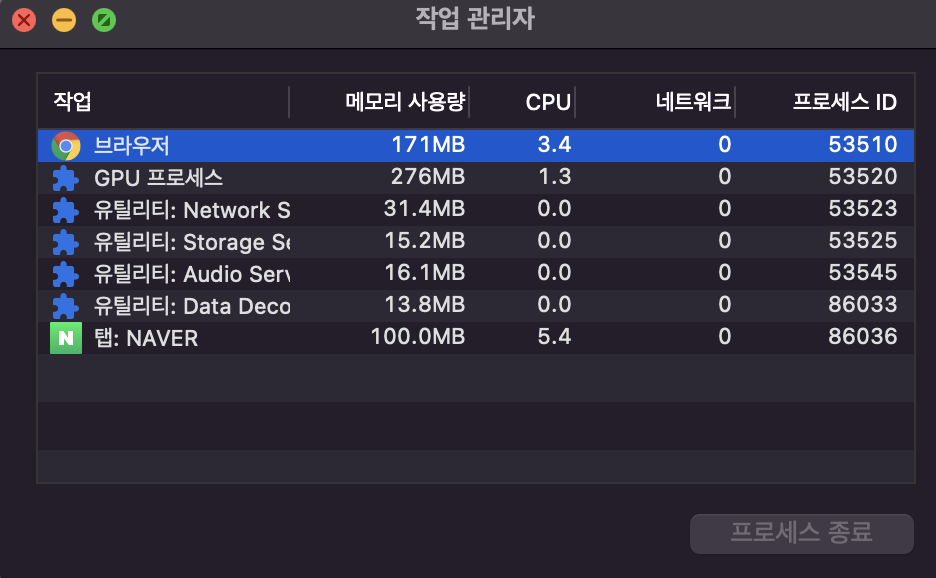 작업 관리자
작업 메모리 사용량 CPU 네트워크 프로세스 ID
브라우저 171MB 3.4 0 53510
GPU 프로세스 276MB 1.3 0 53520
유틸리티: Network S 31.4MB 0.0 0 53523
유틸리티: Storage Se 15.2MB 0.0 0 53525
유틸리티: Audio Serv 16.1MB 0.0 0 53545
유틸리티: Data Deco 13.8MB 0.0 0 86033
N 탭: NAVER 100.0MB 5.4 0 86036
프로세스 종료